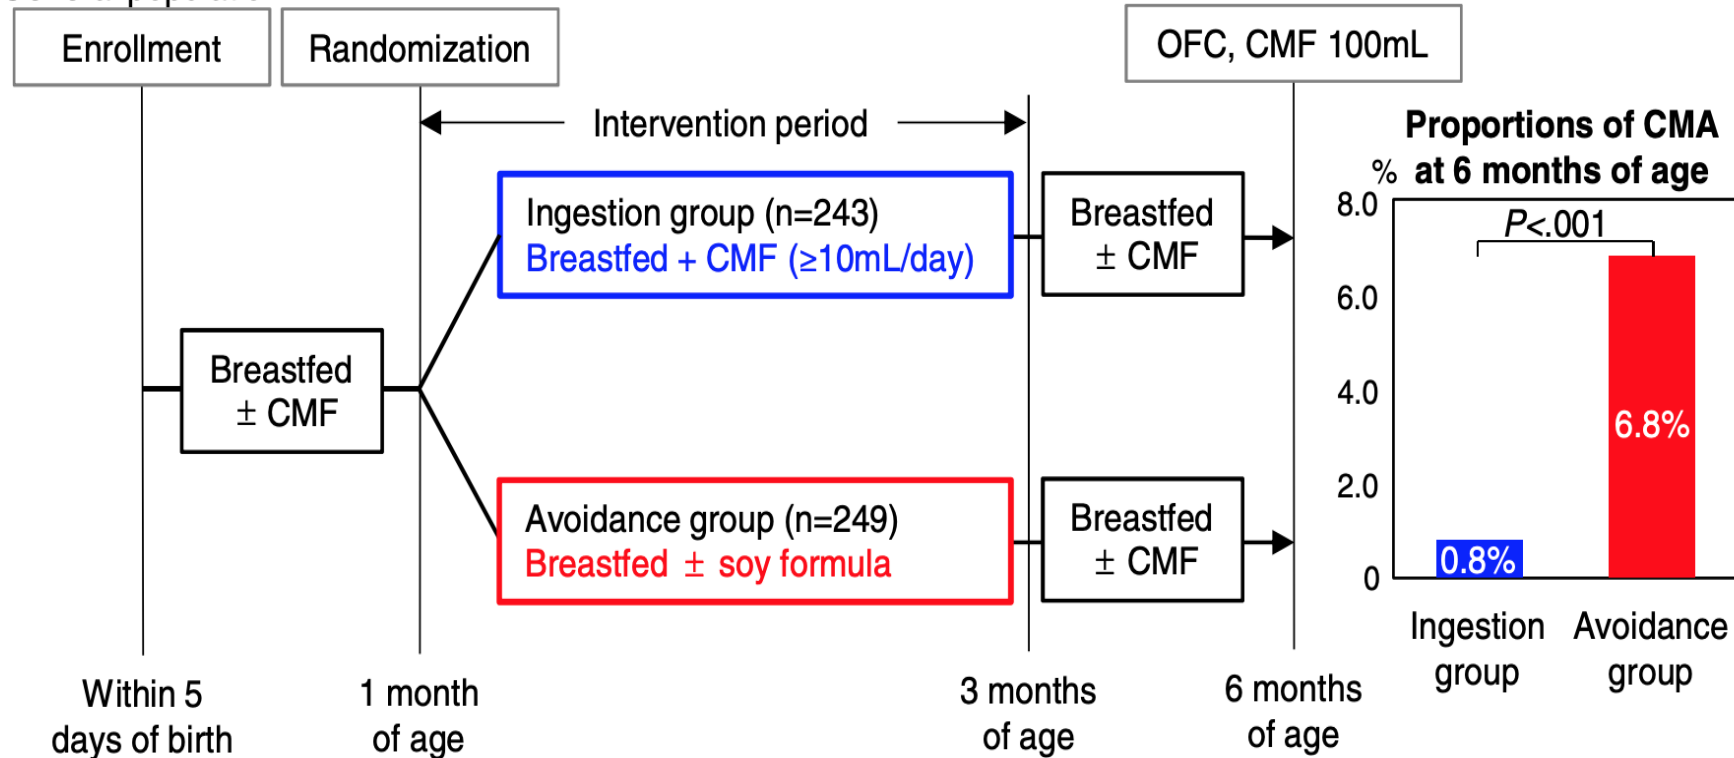 Enrollment
Randomization
OFC, CMF 100mL
Intervention period
Ingestion group (n=243)
Breastfed + CMF (≥10mL/day)
Breastfed
± CMF
Breastfed
± CMF
Avoidance group (n=249)
Breastfed ± soy formula
Breastfed
± CMF
Within 5
days of birth
1 month
of age
3 months
of age
6 months
of age
Proportions of CMA
% at 6 months of age
8.0
P<.001
6.0
4.0
6.8%
2.0
0.8%
0
Ingestion
group
Avoidance
group